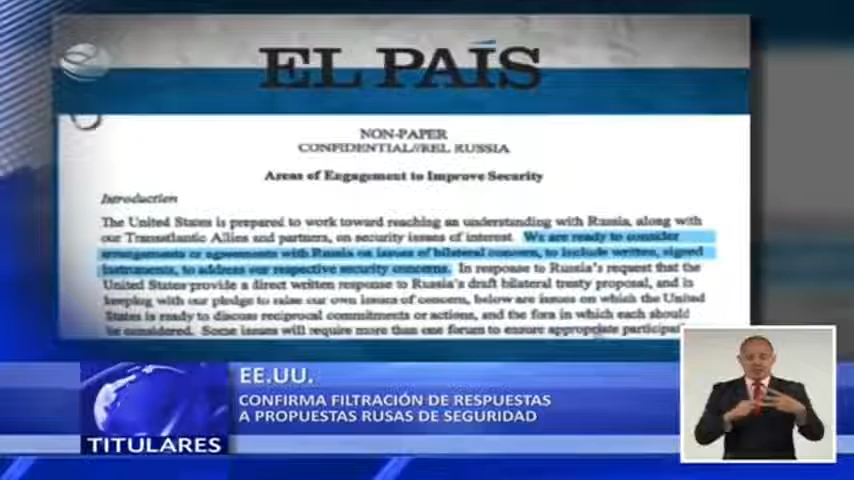 EL PAÍS
NON-PAPER
CONFIDENTIAL//REL RUSSIA
Areas of Engagement to Improve Security
Introduction
The United States is prepared to work toward reaching an understanding with Russia, along with
our Transatlantic Allies and partners, on security issues of interest. We are ready to consider
arrangements or agreements with Russia on issues of bilateral concern, to include written, signed
instruments, to address our respective security concerns. In response to Russia's request that the
United States provide a direct written response to Russia's draft bilateral treaty proposal, and in
keeping with our pledge to raise our own issues of concern, below are issues on which the United
States is ready to discuss reciprocal commitments or actions, and the fora in which each should
be considered. Some issues will require more than one forum to ensure appropriate
EE.UU.
CONFIRMA FILTRACIÓN DE RESPUESTAS
A PROPUESTAS RUSAS DE SEGURIDAD
TITULARES